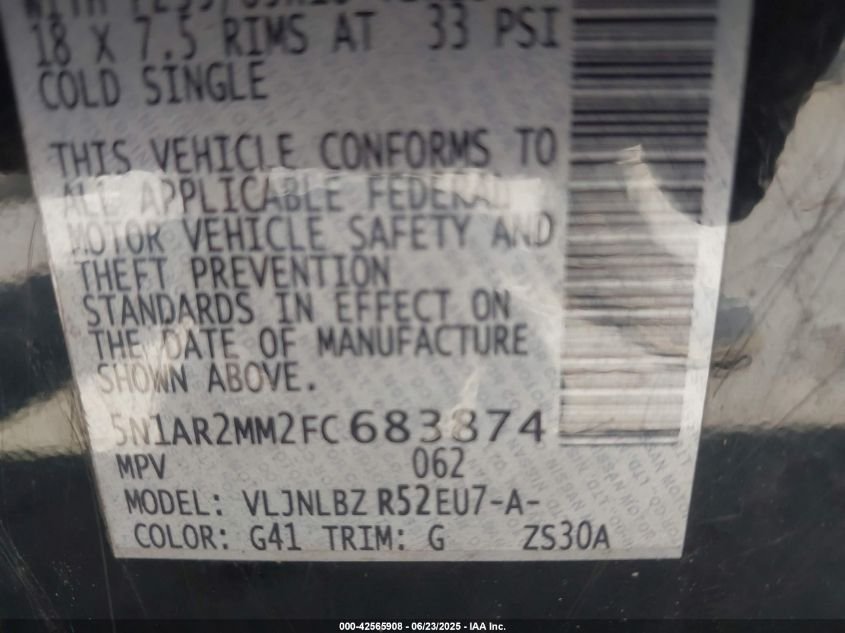 18 X 7.5 RIMS AT 33 PSI
COLD SINGLE
THIS VEHICLE CONFORMS TO
ALL APPLICABLE FEDERAL
MOTOR VEHICLE SAFETY AND
THEFT PREVENTION
STANDARDS IN EFFECT ON
THE DATE OF MANUFACTURE
SHOWN ABOVE.
5N1AR2MM2FC683874
MPV 062
MODEL: VLJNLBZ R52EU7-A-
COLOR: G41 TRIM: G ZS30A
000-42565908 - 06/23/2025 - IAA Inc.